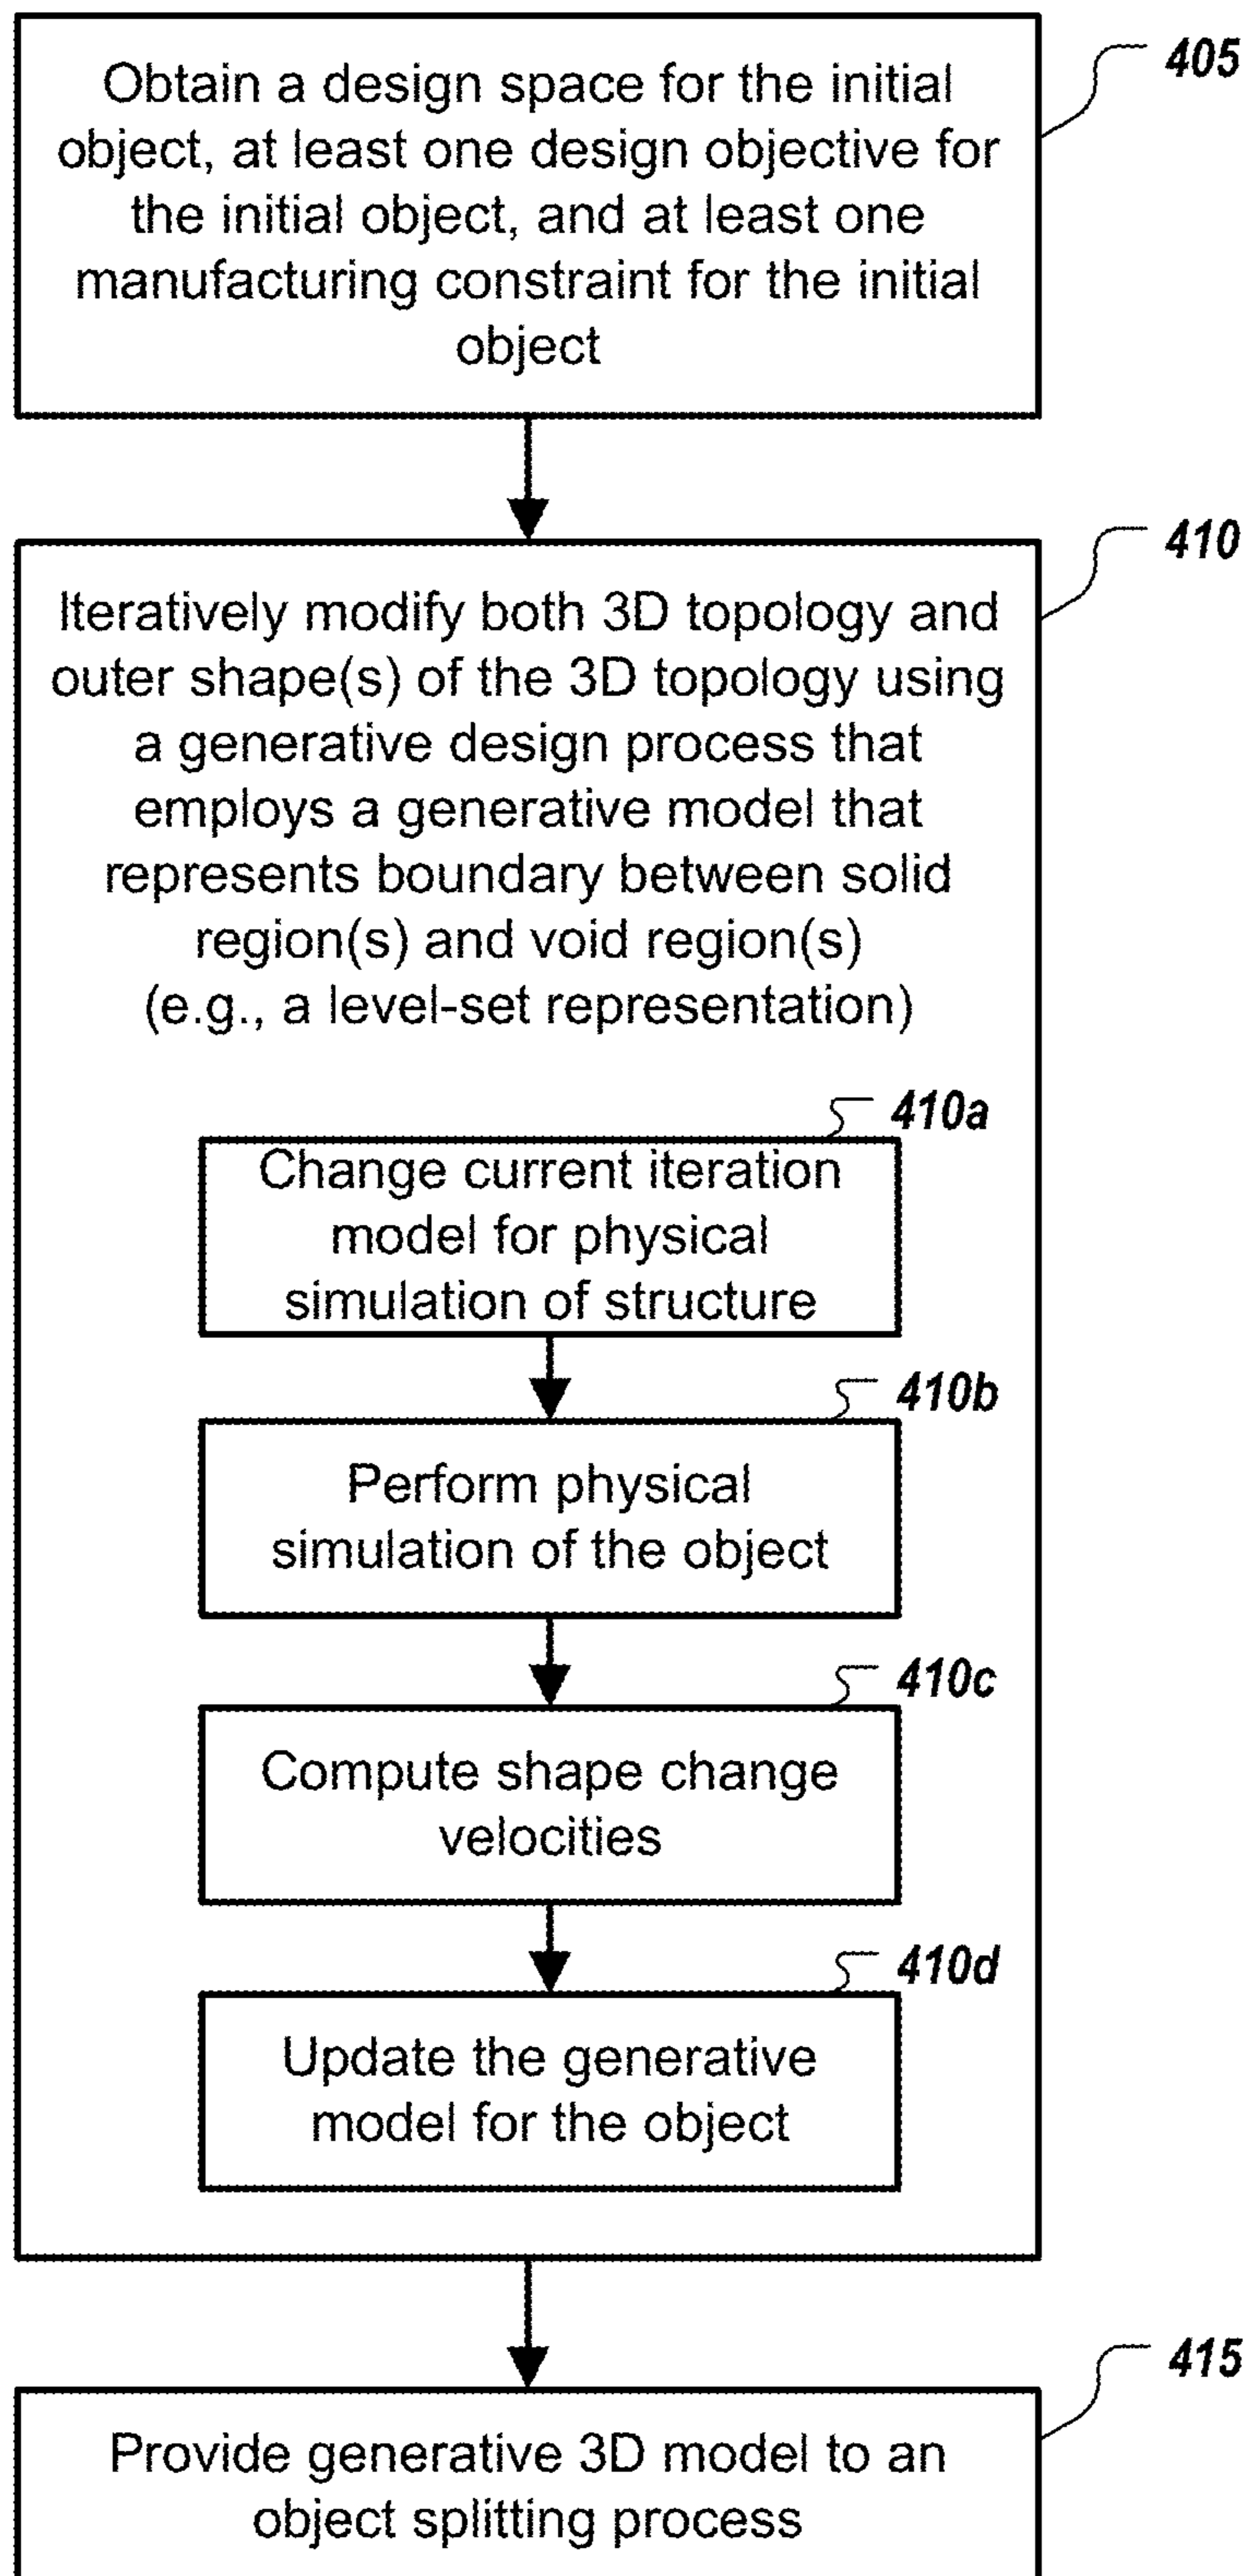 405
Obtain a design space for the initial
object, at least one design objective for
the initial object, and at least one
manufacturing constraint for the initial
object
410
Iteratively modify both 3D topology and
outer shape(s) of the 3D topology using
a generative design process that
employs a generative model that
represents boundary between solid
region(s) and void region(s)
(e.g., a level-set representation)
410a
Change current iteration
model for physical
simulation of structure
410b
Perform physical
simulation of the object
410c
Compute shape change
velocities
410d
Update the generative
model for the object
415
Provide generative 3D model to an
object splitting process